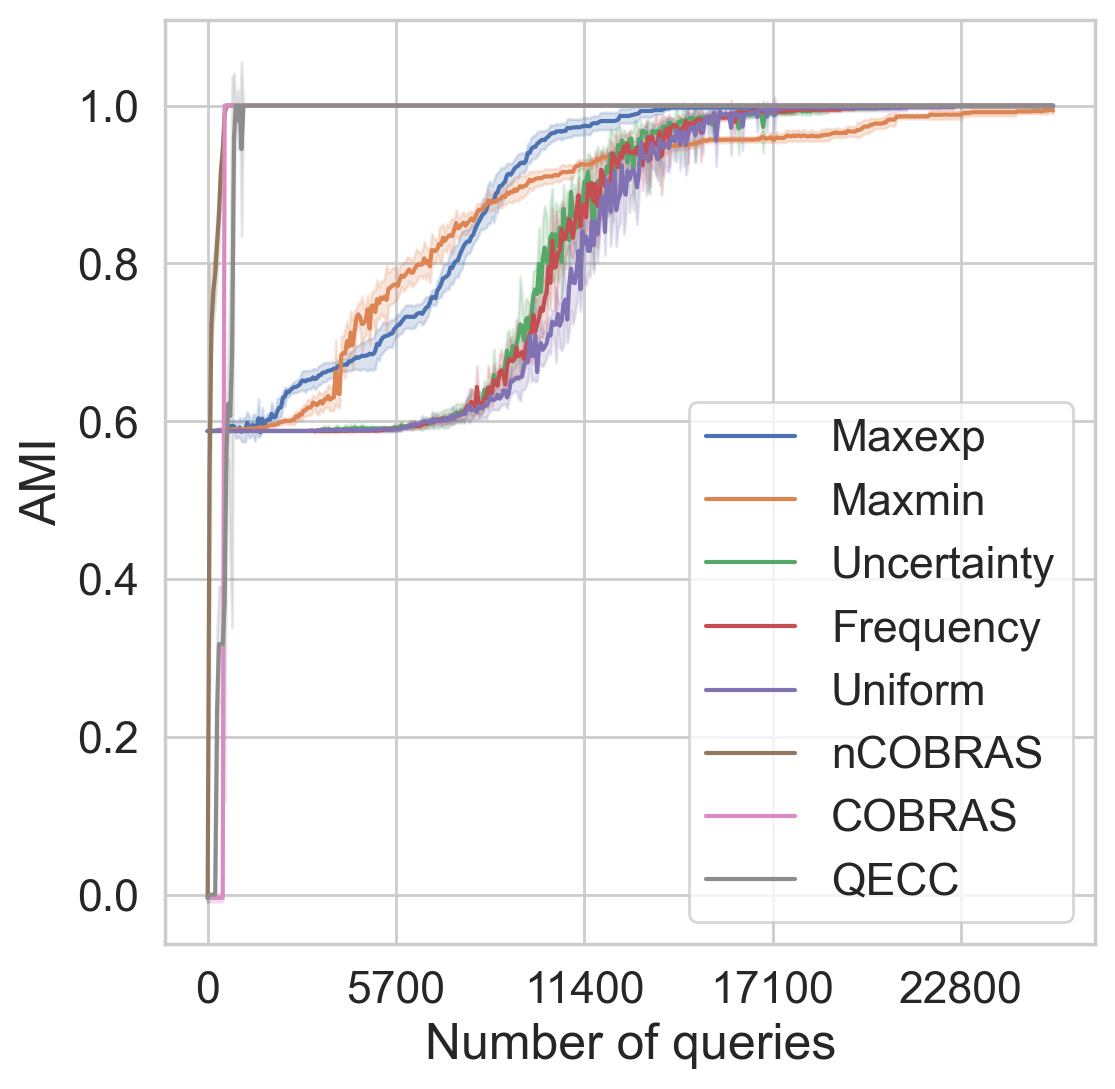 AMI
1.0
0.8
0.6
0.4
0.2
0.0
Maxexp
Maxmin
Uncertainty
Frequency
Uniform
nCOBRAS
COBRAS
QECC
0 5700 11400 17100 22800
Number of queries